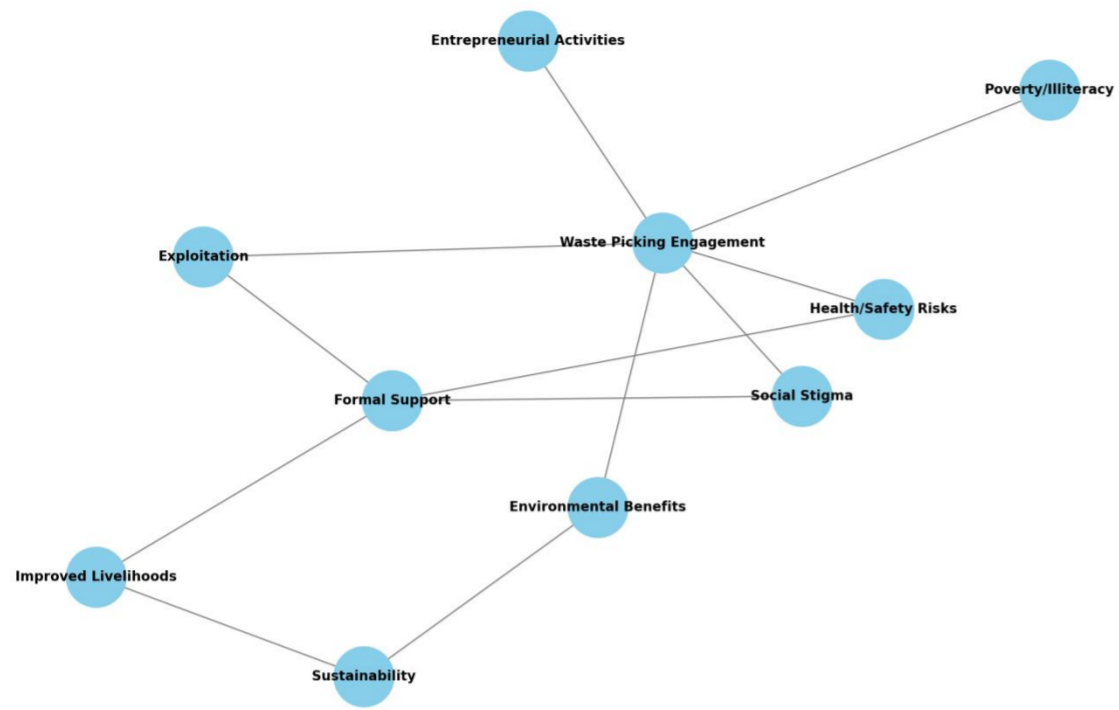 Entrepreneurial Activities
Poverty/Illiteracy
Waste Picking Engagement
Exploitation
Health/Safety Risks
Social Stigma
Formal Support
Environmental Benefits
Improved Livelihoods
Sustainability